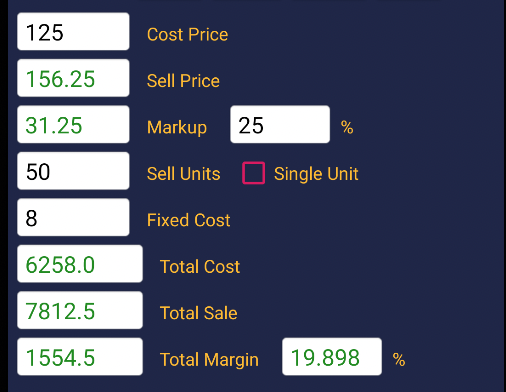 125 Cost Price
156.25 Sell Price
31.25 Markup 25 %
50 Sell Units Single Unit
8 Fixed Cost
6258.0 Total Cost
7812.5 Total Sale
1554.5 Total Margin 19.898 %